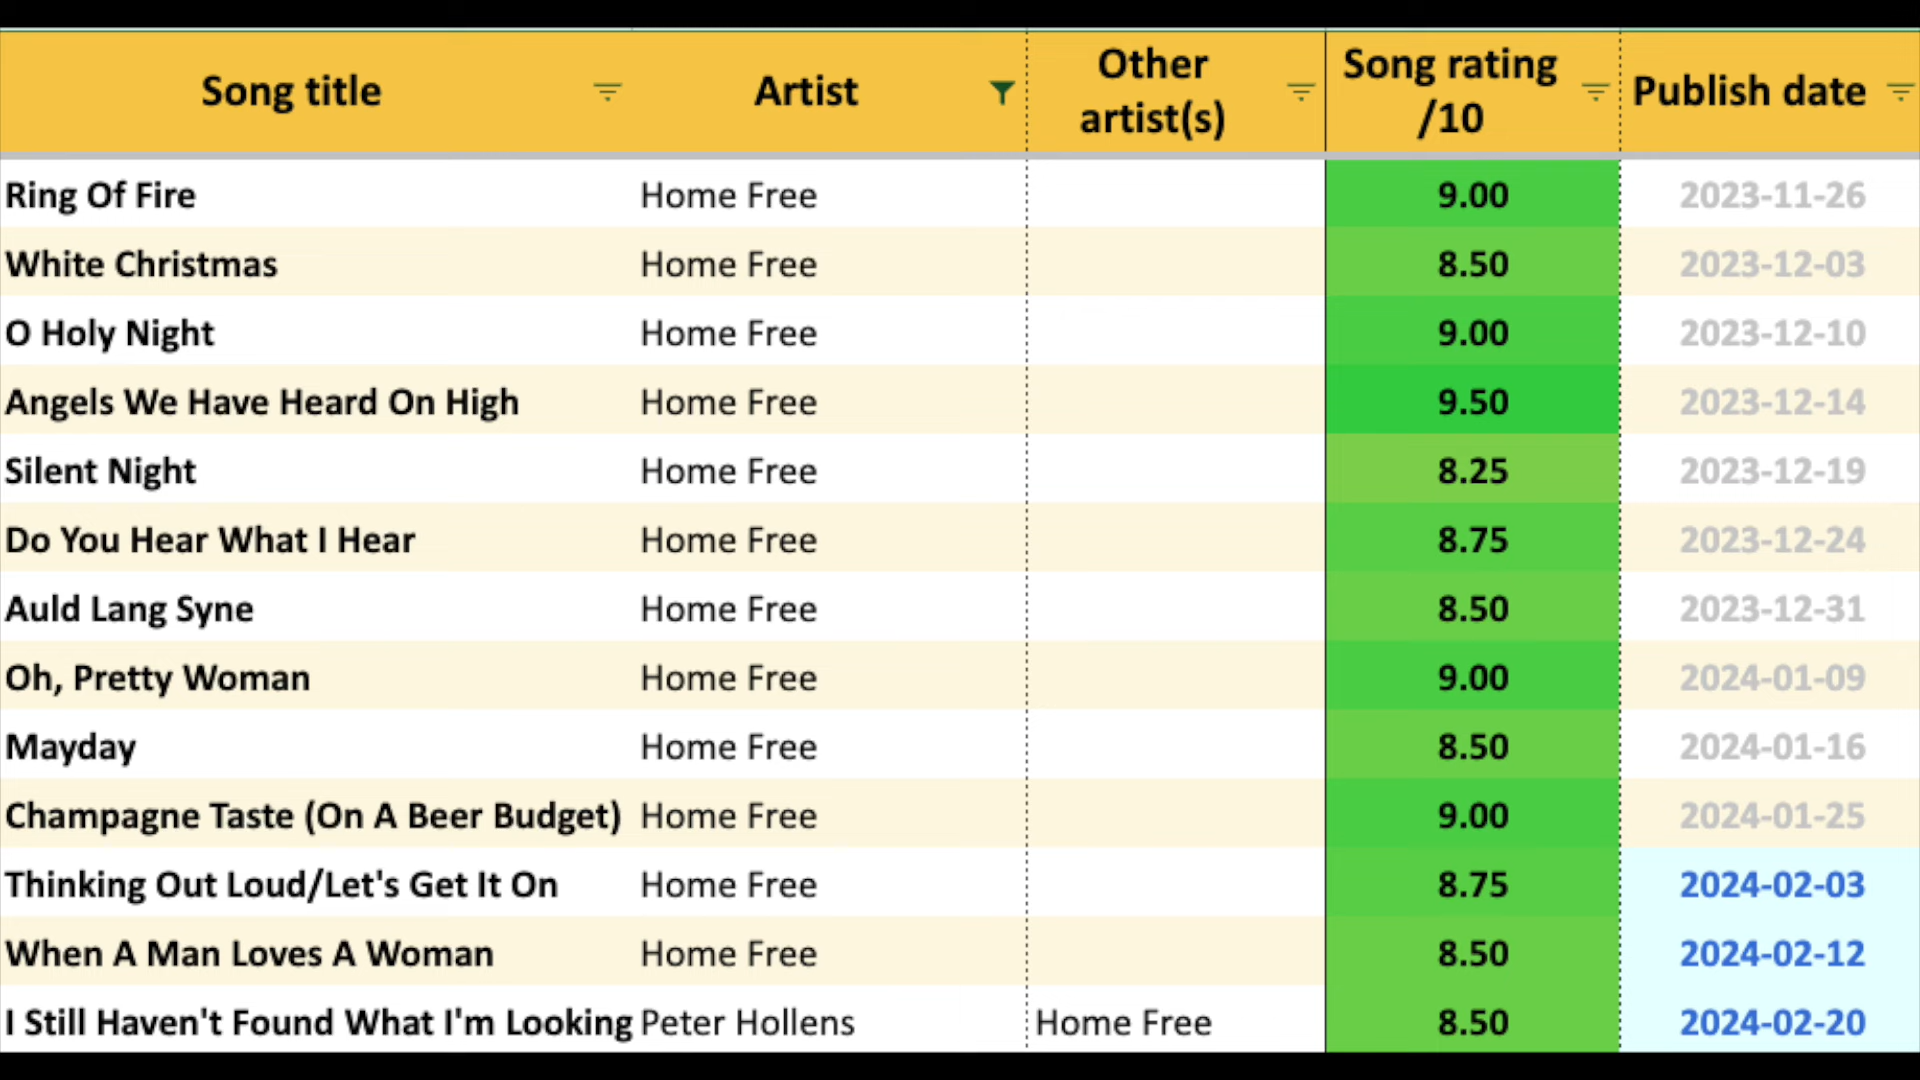 Song title Artist Other artist(s) Song rating /10 Publish date
Ring Of Fire Home Free 9.00 2023-11-26
White Christmas Home Free 8.50 2023-12-03
O Holy Night Home Free 9.00 2023-12-10
Angels We Have Heard On High Home Free 9.50 2023-12-14
Silent Night Home Free 8.25 2023-12-19
Do You Hear What I Hear Home Free 8.75 2023-12-24
Auld Lang Syne Home Free 8.50 2023-12-31
Oh, Pretty Woman Home Free 9.00 2024-01-09
Mayday Home Free 8.50 2024-01-16
Champagne Taste (On A Beer Budget) Home Free 9.00 2024-01-25
Thinking Out Loud/Let's Get It On Home Free 8.75 2024-02-03
When A Man Loves A Woman Home Free 8.50 2024-02-12
I Still Haven't Found What I'm Looking Peter Hollens Home Free 8.50 2024-02-20